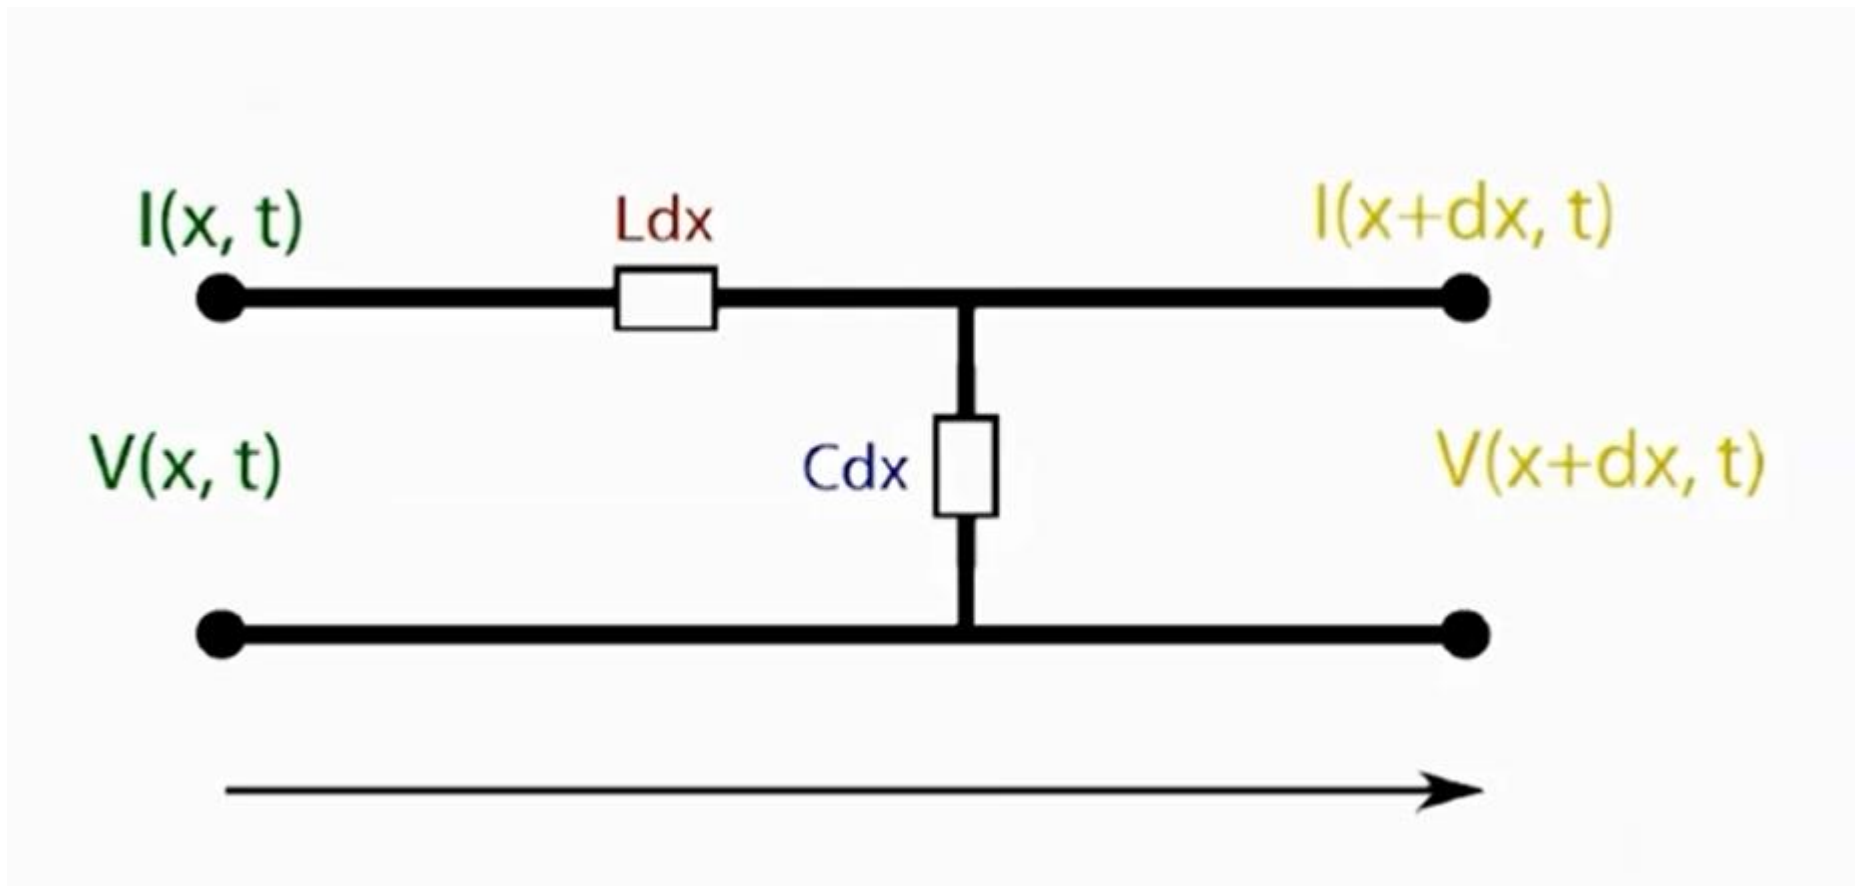 I(x, t)
Ldx
I(x+dx, t)
V(x, t)
Cdx
V(x+dx, t)